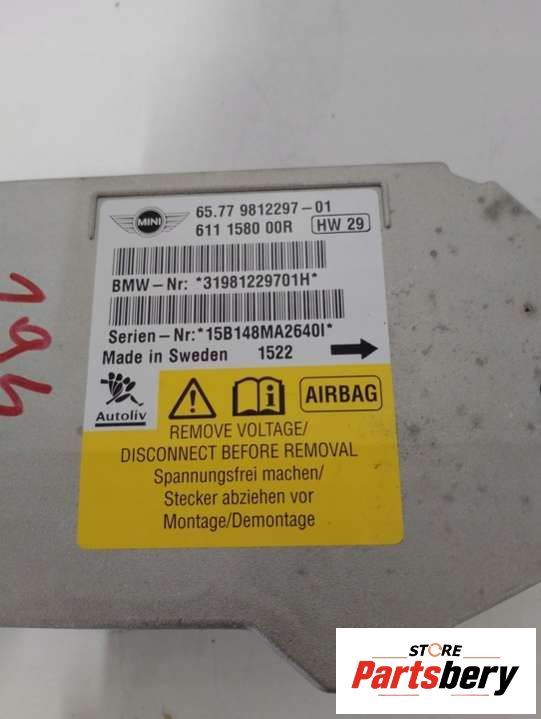 MINI
65.77 9812297-01
611 1580 00R HW 29
BMW-Nr: *31981229701H*
Serien-Nr:*15B148MA2640I*
Made in Sweden 1522
Autoliv
AIRBAG
REMOVE VOLTAGE/
DISCONNECT BEFORE REMOVAL
Spannungsfrei machen/
Stecker abziehen vor
Montage/Demontage
194
STORE
Partsbery